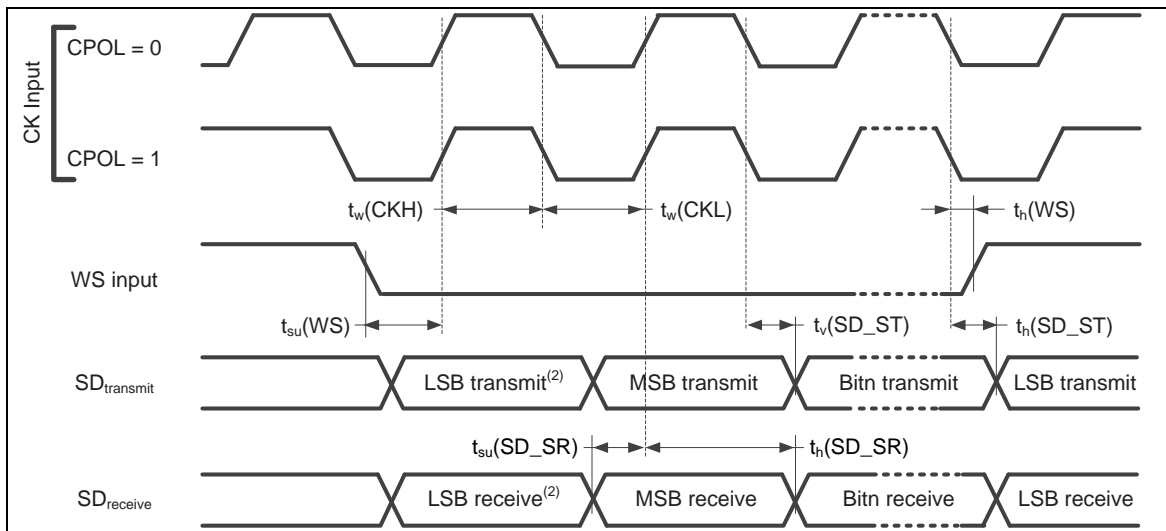 CK Input
CPOL = 0
CPOL = 1
tw(CKH)
tw(CKL)
th(WS)
WS input
tsu(WS)
tv(SD_ST)
th(SD_ST)
SDtransmit
LSB transmit(2)
MSB transmit
Bitn transmit
LSB transmit
tsu(SD_SR)
th(SD_SR)
SDreceive
LSB receive(2)
MSB receive
Bitn receive
LSB receive